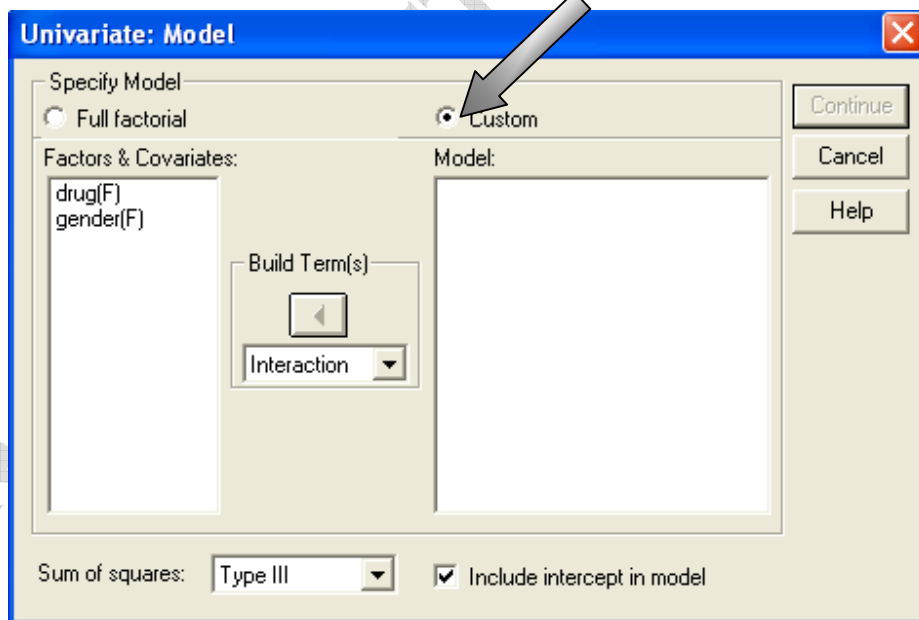 Univariate: Model
Specify Model
Full factorial
Custom
Continue
Factors & Covariates:
Model:
Cancel
drug(F)
gender(F)
Help
Build Term(s)
Interaction
Sum of squares:
Type III
Include intercept in model